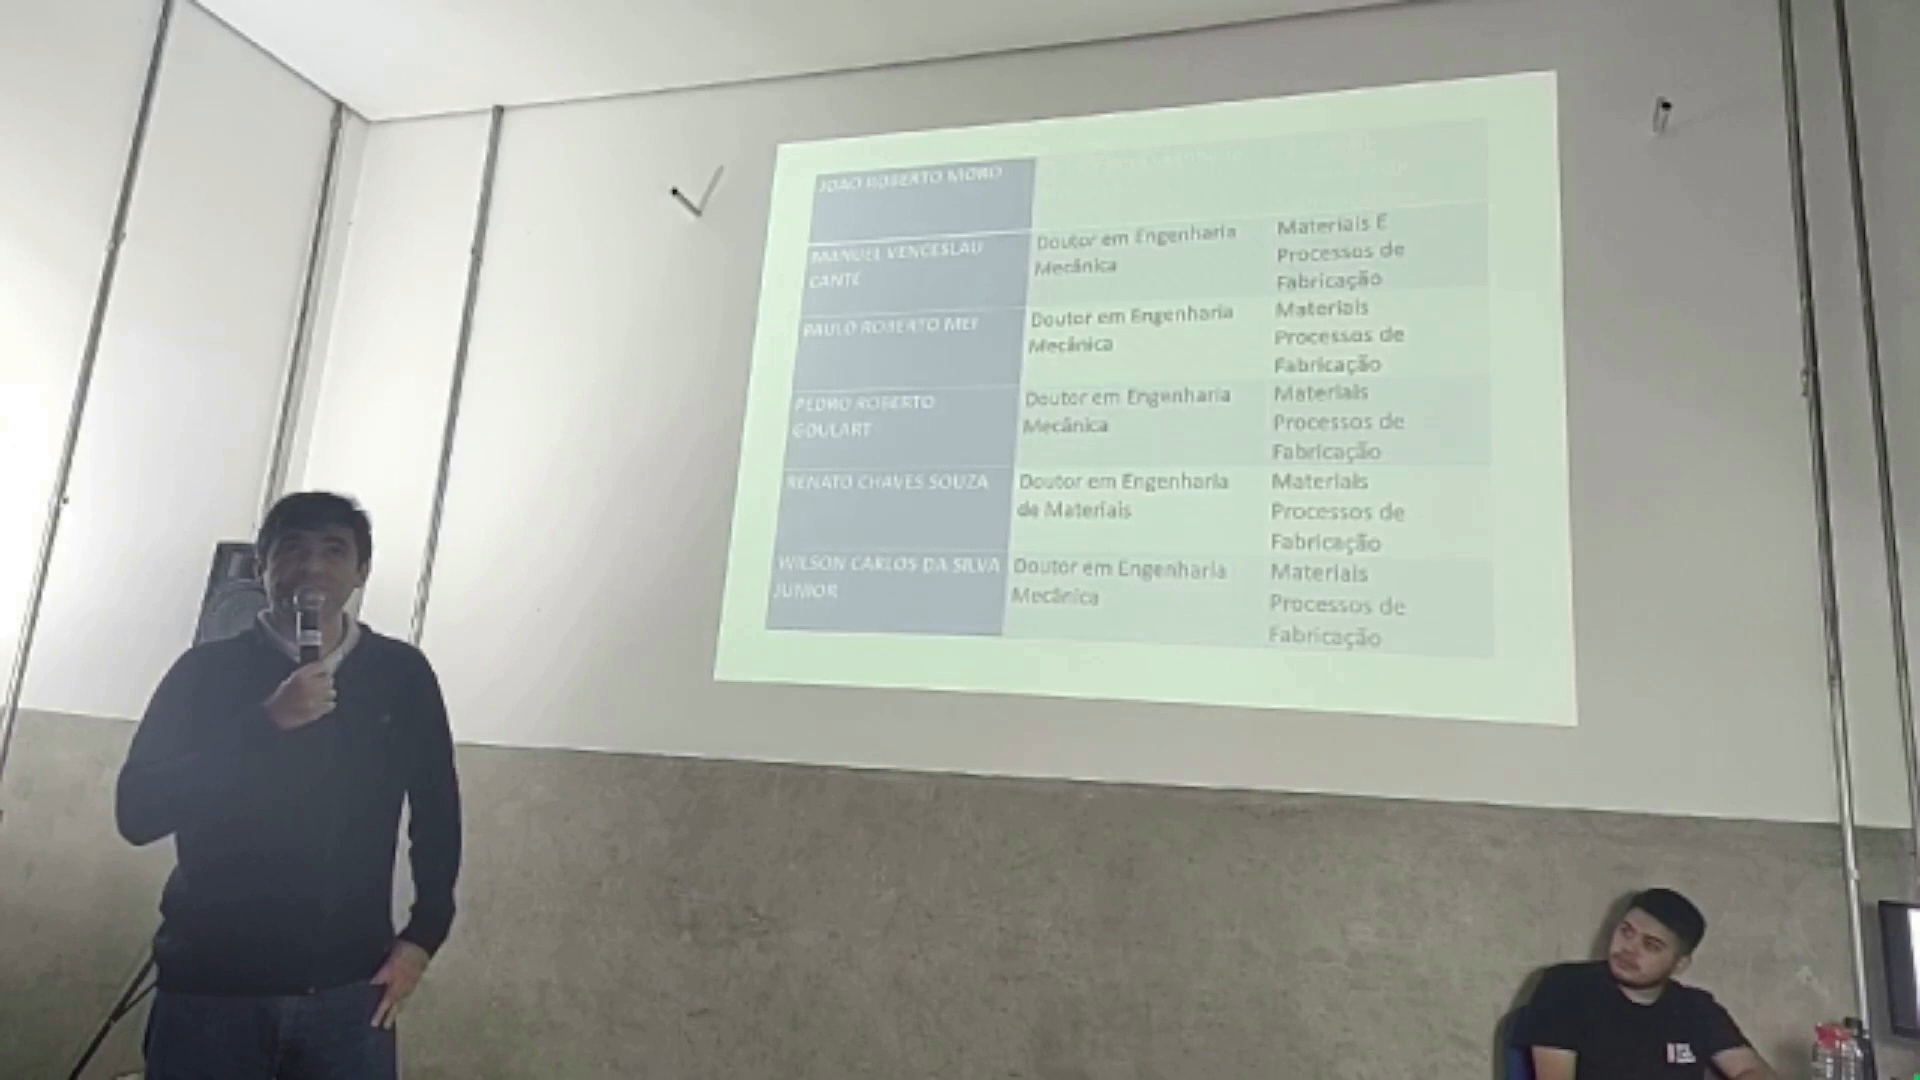 JOAO ROBERTO MORO
MANUEL VENCESLAU
CANTE
Doutor em Engenharia
Mecânica
Materiais E
Processos de
Fabricação
PAULO ROBERTO MEI
Doutor em Engenharia
Mecânica
Materiais
Processos de
Fabricação
PEDRO ROBERTO
GOULART
Doutor em Engenharia
Mecânica
Materiais
Processos de
Fabricação
RENATO CHAVES SOUZA
Doutor em Engenharia
de Materiais
Materiais
Processos de
Fabricação
WILSON CARLOS DA SILVA
JUNIOR
Doutor em Engenharia
Mecânica
Materiais
Processos de
Fabricação